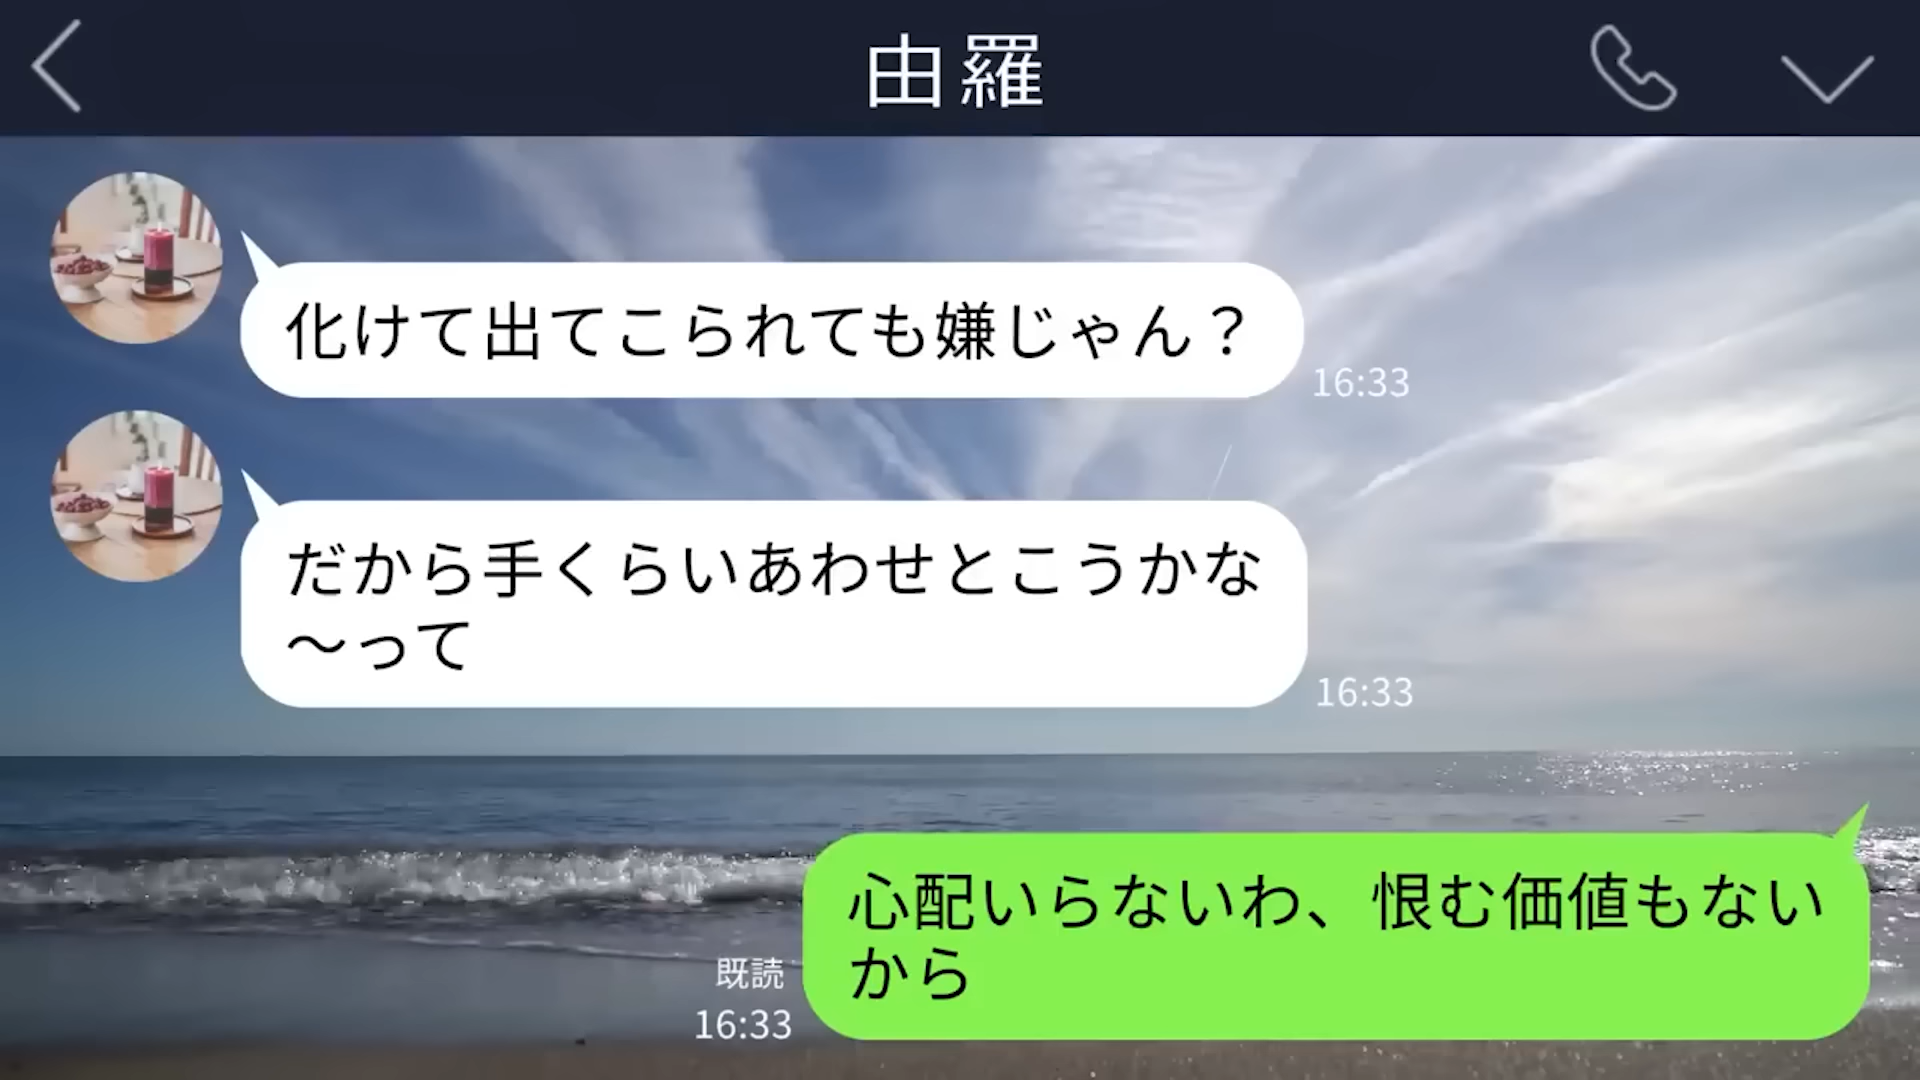 由羅
化けて出てこられても嫌じゃん？
16:33
だから手くらいあわせとこうかな
～って
16:33
心配いらないわ、恨む価値もない
から
既読
16:33